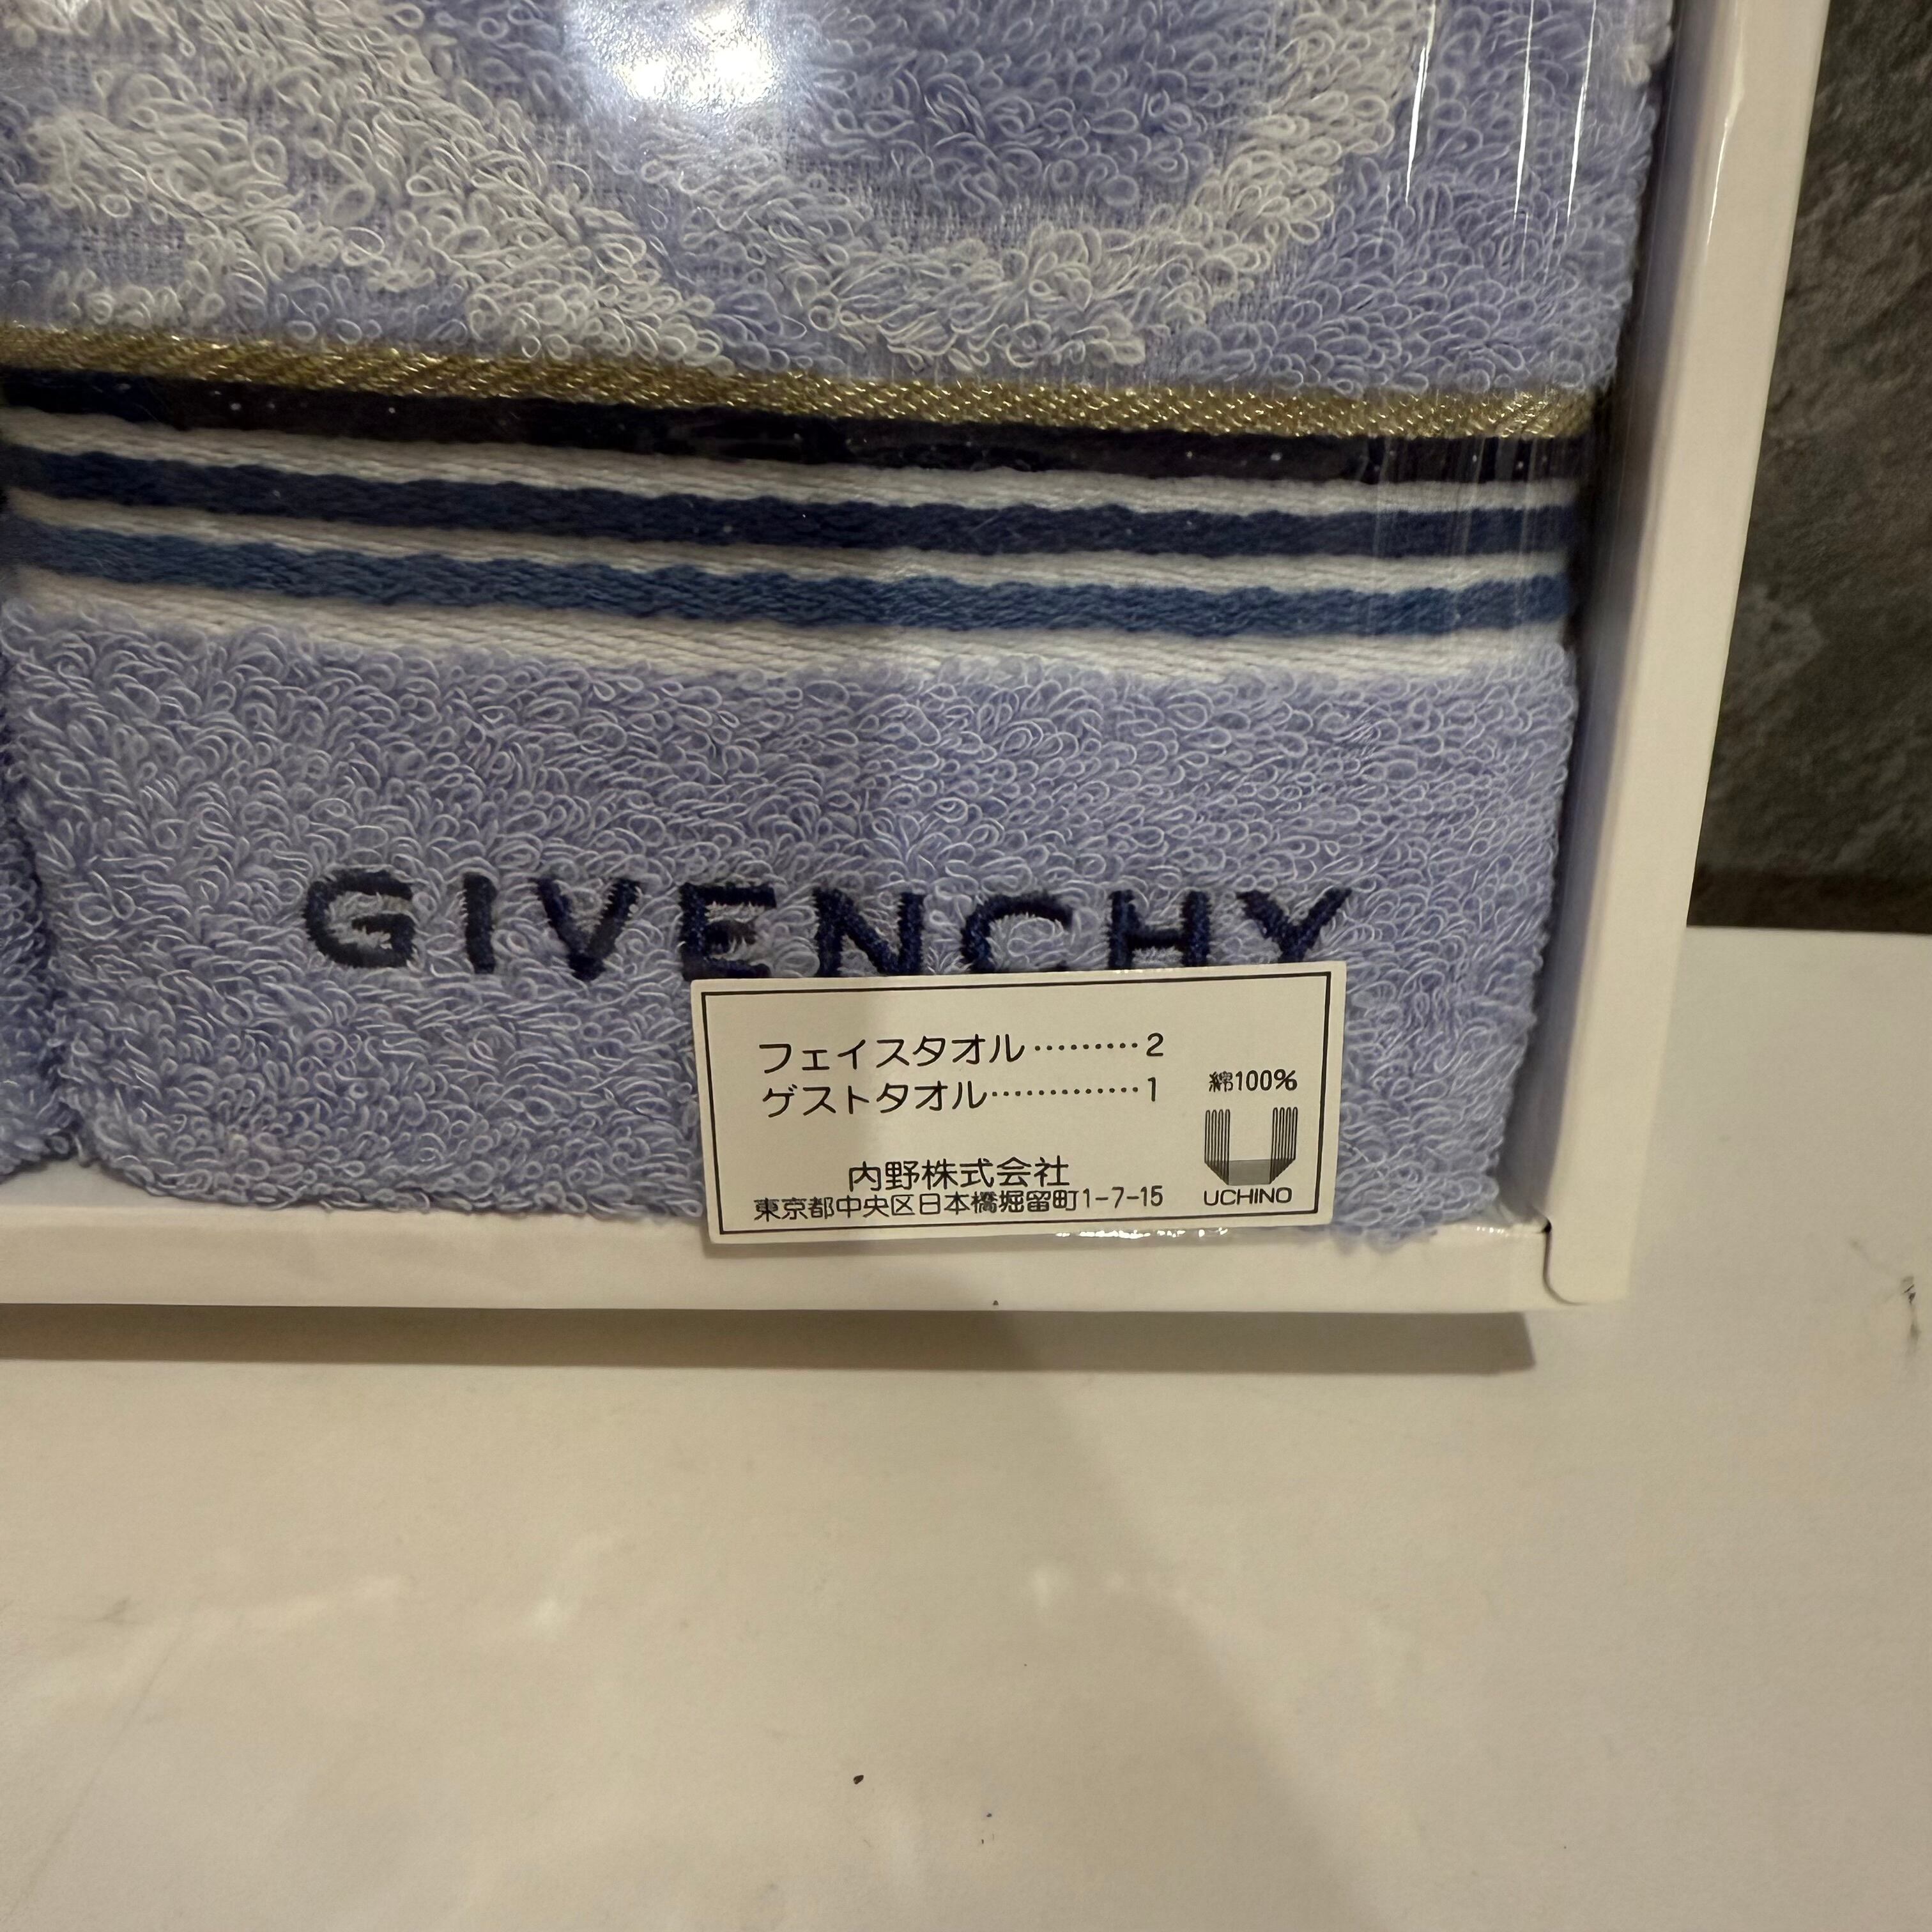 GIVENCHY
フェイスタオル………2
ゲストタオル…………1
綿100%
内野株式会社
東京都中央区日本橋堀留町1-7-15
UCHINO